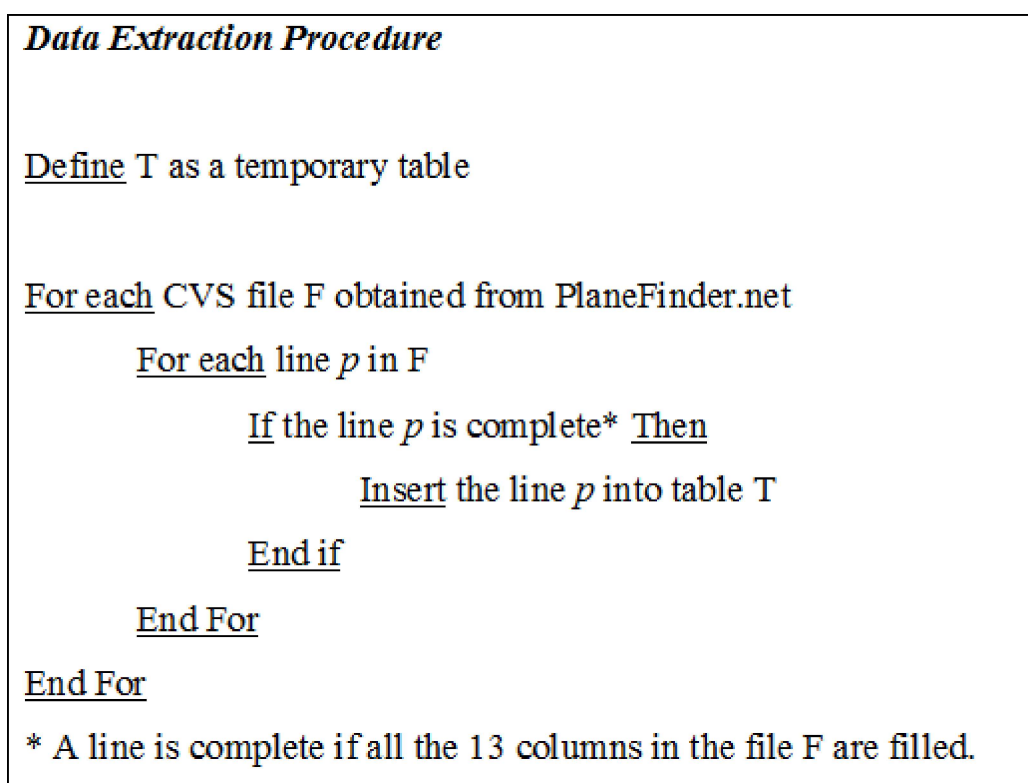 Data Extraction Procedure
Define T as a temporary table
For each CVS file F obtained from PlaneFinder.net
For each line p in F
If the line p is complete* Then
Insert the line p into table T
End if
End For
End For
* A line is complete if all the 13 columns in the file F are filled.